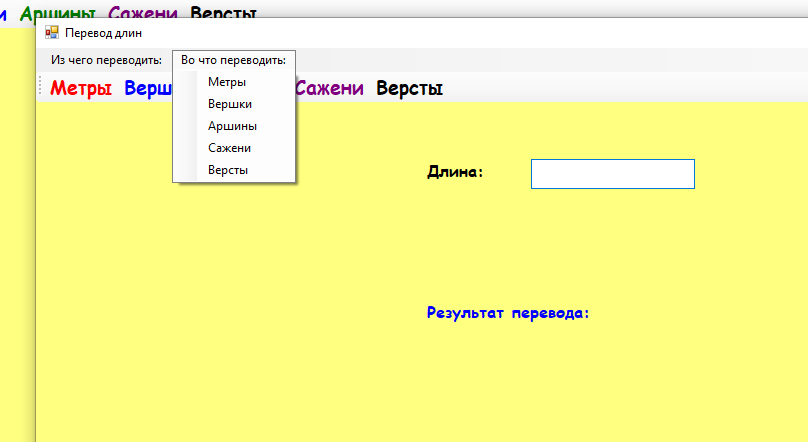 и Аршины Сажени Версты
Перевод длин
Из чего переводить: Во что переводить:
Метры Верш Сажени Версты
Метры
Вершки
Аршины
Сажени
Версты
Длина:
Результат перевода: